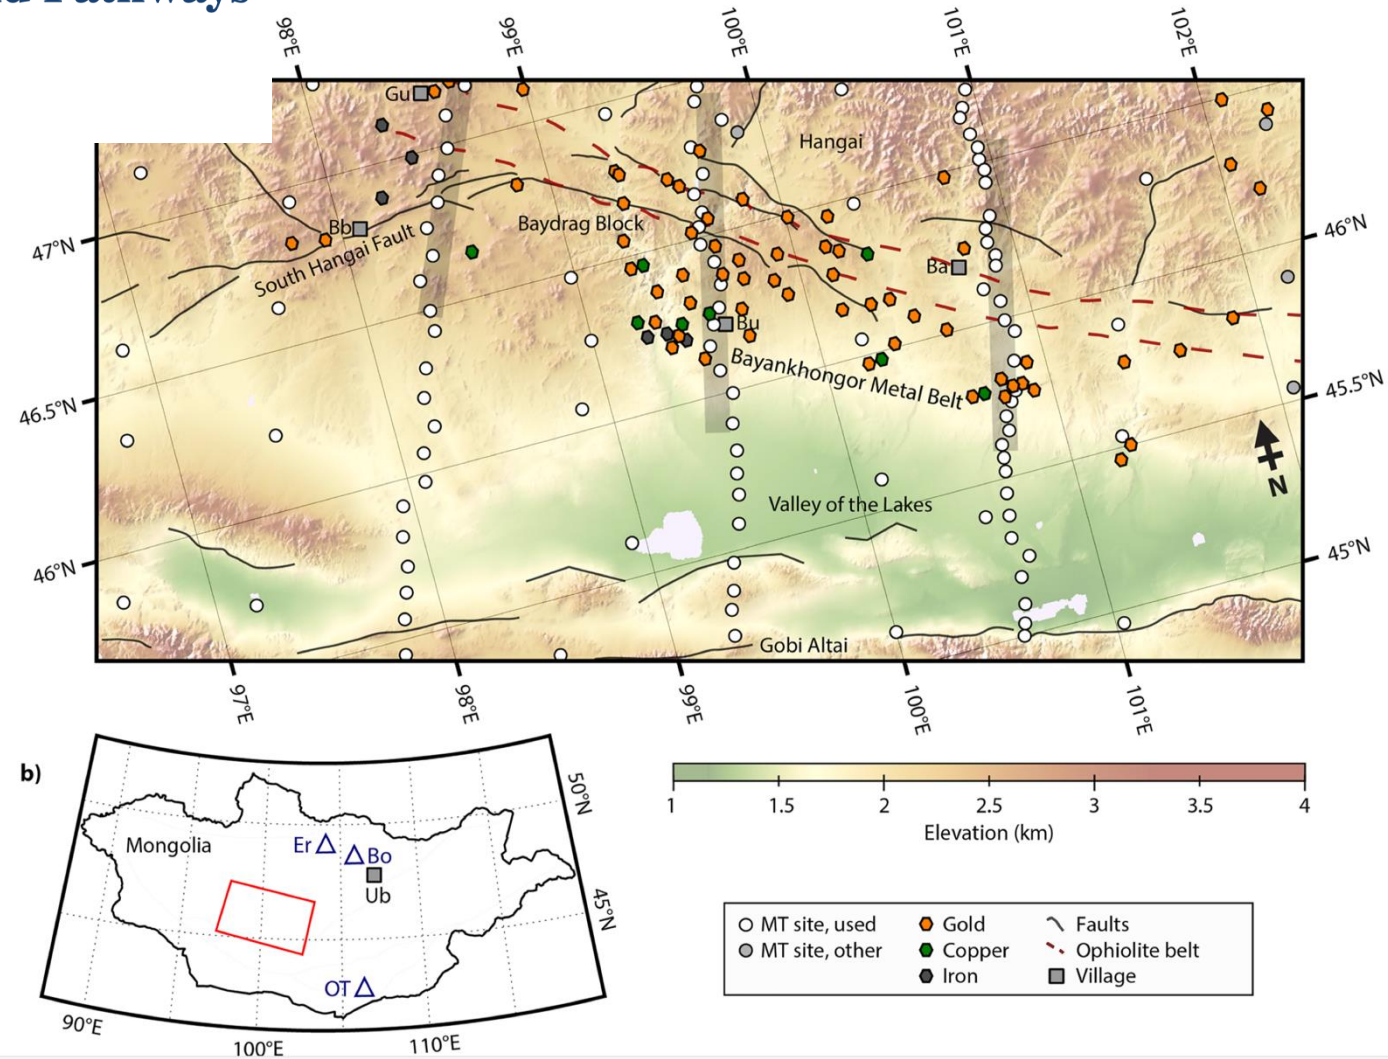 Pathways
98°E 99°E 100°E 101°E 102°E
Gu
Hangai
Bb
Baydrag Block
South Hangai Fault
47°N
46°N
Ba
Bu
Bayankhongor Metal Belt
46.5°N
45.5°N
N
Valley of the Lakes
46°N
45°N
Gobi Altai
97°E 98°E 99°E 100°E 101°E
b)
50°N
Mongolia
Er
Bo
Ub
45°N
OT
90°E
100°E
110°E
1 1.5 2 2.5 3 3.5 4
Elevation (km)
MT site, used
MT site, other
Gold
Copper
Iron
Faults
Ophiolite belt
Village